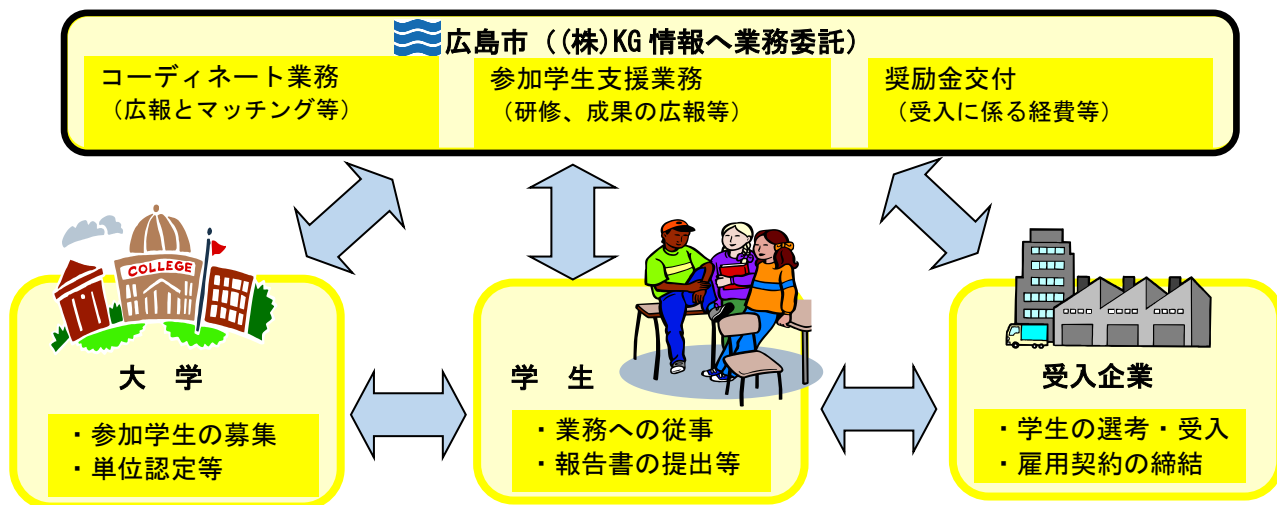 広島市（(株)KG情報へ業務委託）
コーディネート業務
（広報とマッチング等）
参加学生支援業務
（研修、成果の広報等）
奨励金交付
（受入に係る経費等）
COLLEGE
大　学
・参加学生の募集
・単位認定等
学　生
・業務への従事
・報告書の提出等
受入企業
・学生の選考・受入
・雇用契約の締結